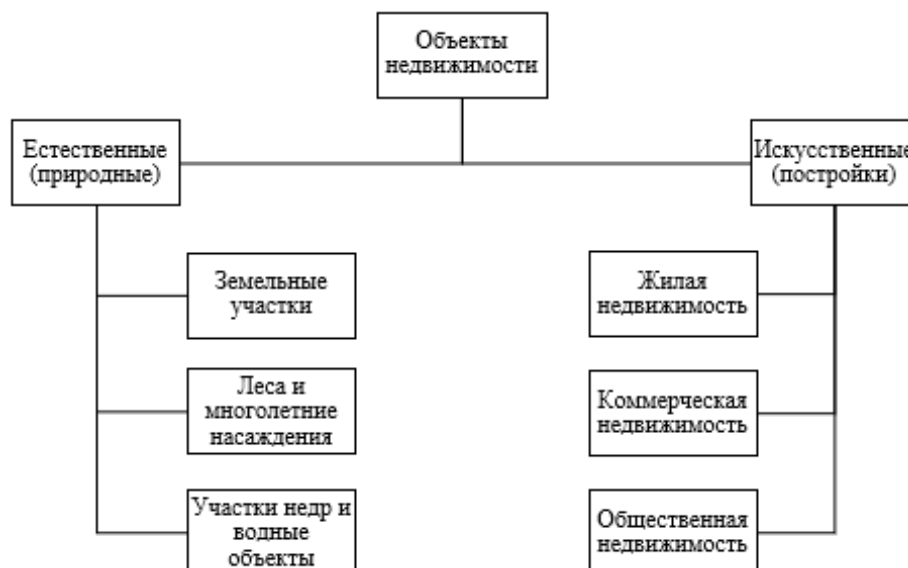 Объекты
недвижимости
Естественные
(природные)
Искусственные
(постройки)
Земельные
участки
Леса и
многолетние
насаждения
Участки недр и
водные
объекты
Жилая
недвижимость
Коммерческая
недвижимость
Общественная
недвижимость